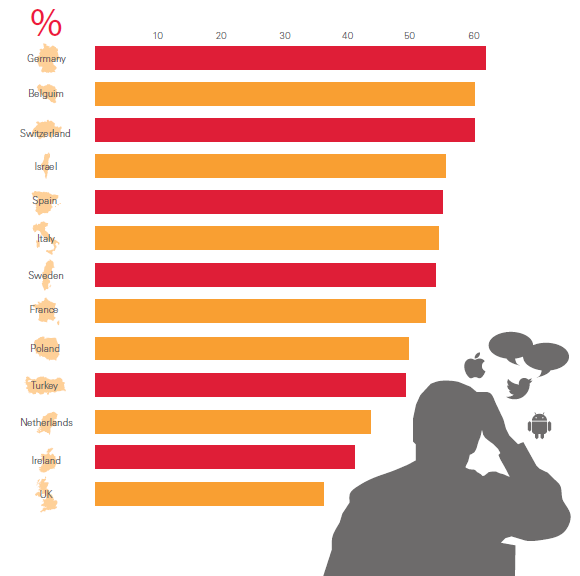 %
10 20 30 40 50 60
Germany
Belguim
Switzerland
Israel
Spain
Italy
Sweden
France
Poland
Turkey
Netherlands
Ireland
UK